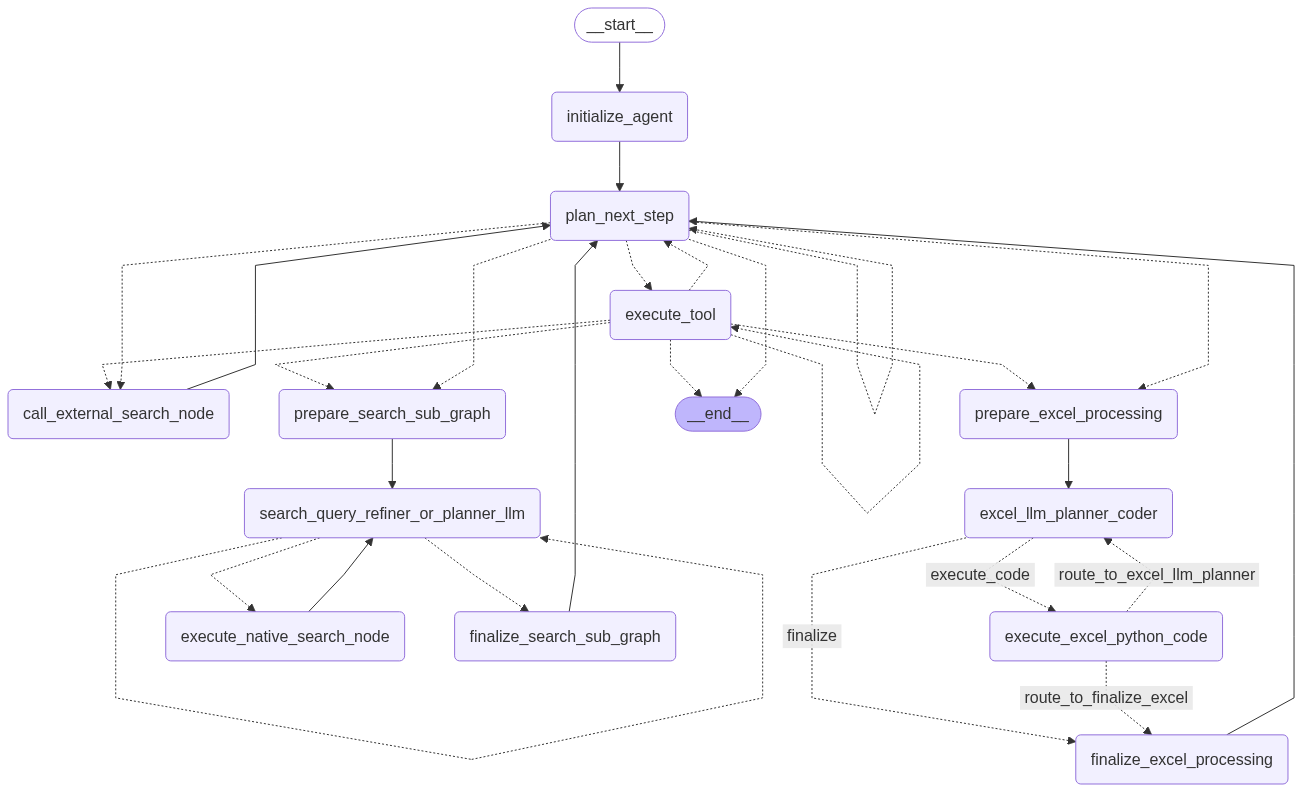 __start__
initialize_agent
plan_next_step
execute_tool
call_external_search_node
prepare_search_sub_graph
__end__
prepare_excel_processing
search_query_refiner_or_planner_llm
excel_llm_planner_coder
execute_code
route_to_excel_llm_planner
execute_native_search_node
finalize_search_sub_graph
finalize
execute_excel_python_code
route_to_finalize_excel
finalize_excel_processing